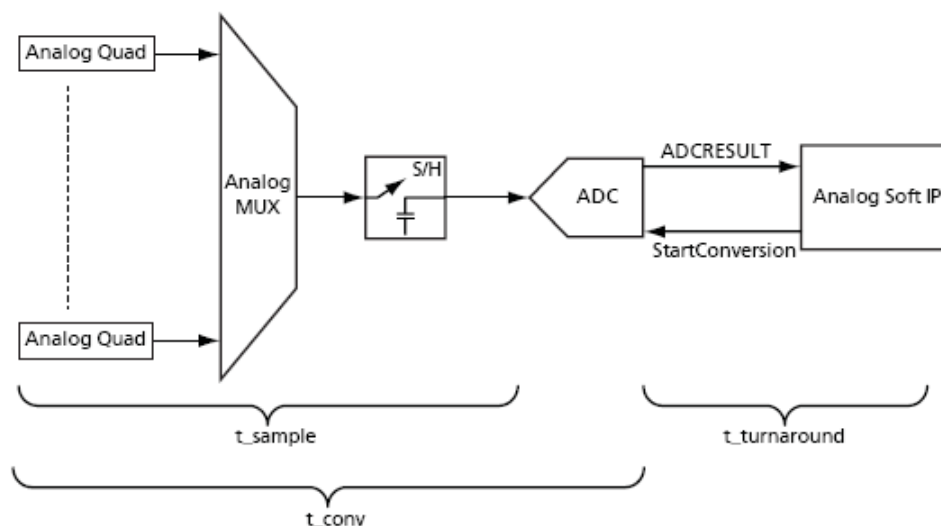 Analog Quad
Analog
MUX
S/H
ADC
ADCRESULT
StartConversion
Analog Soft IP
Analog Quad
t_sample
t_turnaround
t_conv